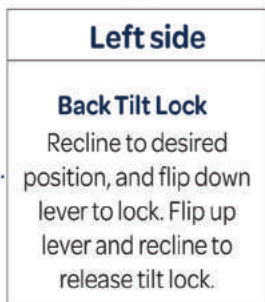 Left side
Back Tilt Lock
Recline to desired
position, and flip down
lever to lock. Flip up
lever and recline to
release tilt lock.